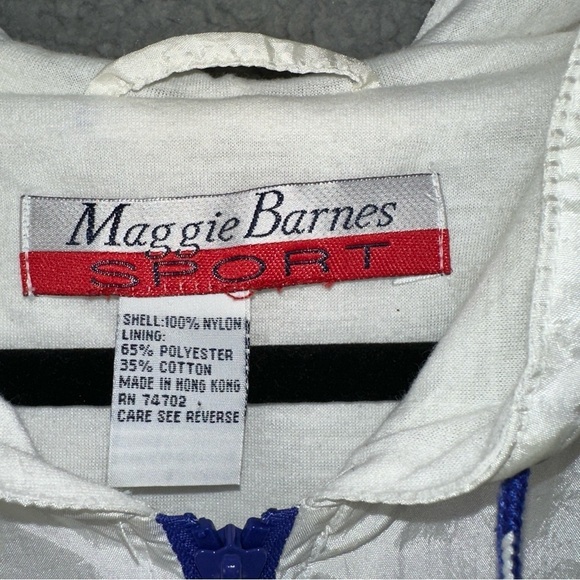 Maggie Barnes
SPORT
SHELL:100% NYLON
LINING:
65% POLYESTER
35% COTTON
MADE IN HONG KONG
RN 74702 .
CARE SEE REVERSE